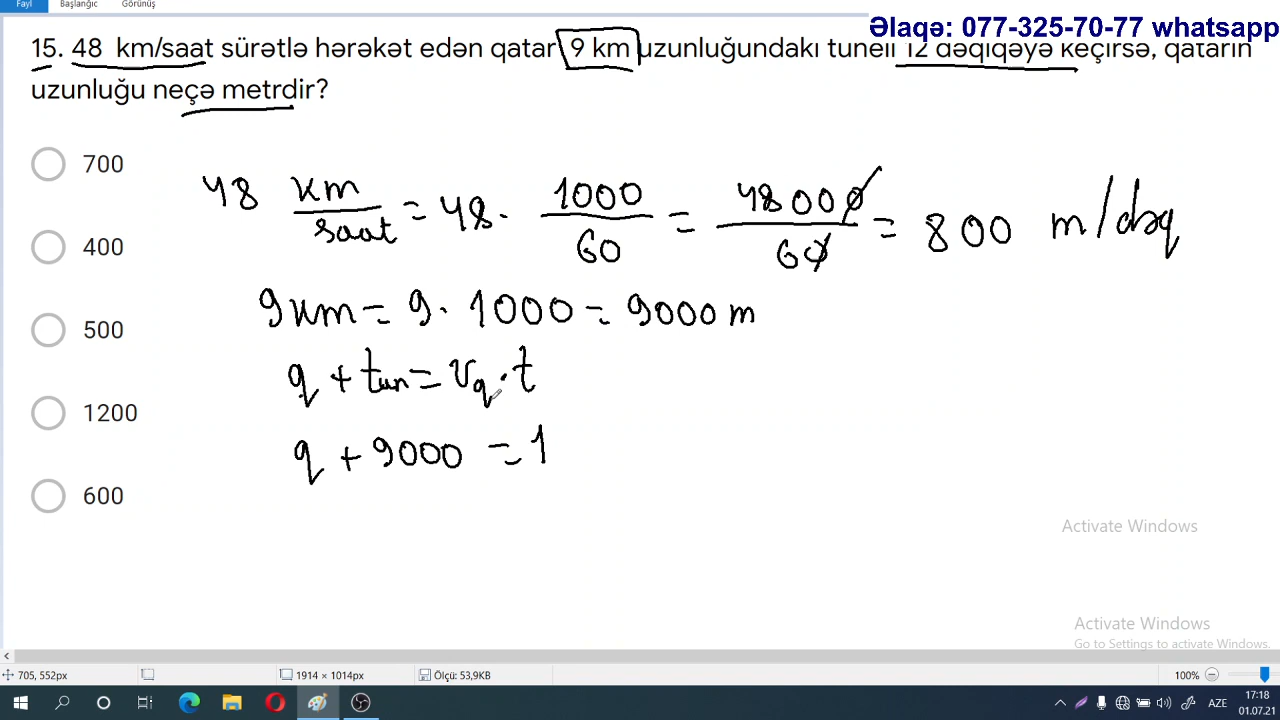 Fayl Başlanğıc Görünüş
Əlaqə: 077-325-70-77 whatsapp
15. 48 km/saat sürətlə hərəkət edən qatar 9 km uzunluğundakı tuneli 12 dəqiqəyə keçirsə, qatarın
uzunluğu neçə metrdir?
700
48 km/saat = 48 · 1000/60 = 48000/60 = 800 m/dəq
400
9km = 9 · 1000 = 9000 m
500
q + tun = Vq · t
1200
q + 9000 = 1
600
Activate Windows
Activate Windows
Go to Settings to activate Windows.
705, 552px 1914 × 1014px Ölçü: 53,9KB 100%
AZE 17:18
01.07.21